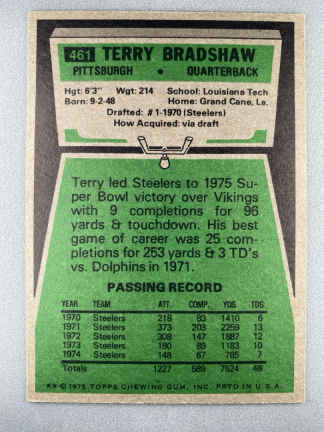 461 TERRY BRADSHAW
PITTSBURGH • QUARTERBACK
Hgt: 6'3" Wgt: 214 School: Louisiana Tech
Born: 9-2-48 Home: Grand Cane, La.
Drafted: #1-1970 (Steelers)
How Acquired: via draft
Terry led Steelers to 1975 Su-
per Bowl victory over Vikings
with 9 completions for 96
yards & touchdown. His best
game of career was 25 com-
pletions for 253 yards & 3 TD's
vs. Dolphins in 1971.
PASSING RECORD
YEAR TEAM ATT. COMP. YDS TDS
1970 Steelers 218 83 1410 6
1971 Steelers 373 203 2259 13
1972 Steelers 308 147 1887 12
1973 Steelers 180 89 1183 10
1974 Steelers 148 67 785 7
Totals 1227 589 7524 48
© 1975 TOPPS CHEWING GUM, INC. PRTD IN U.S.A.